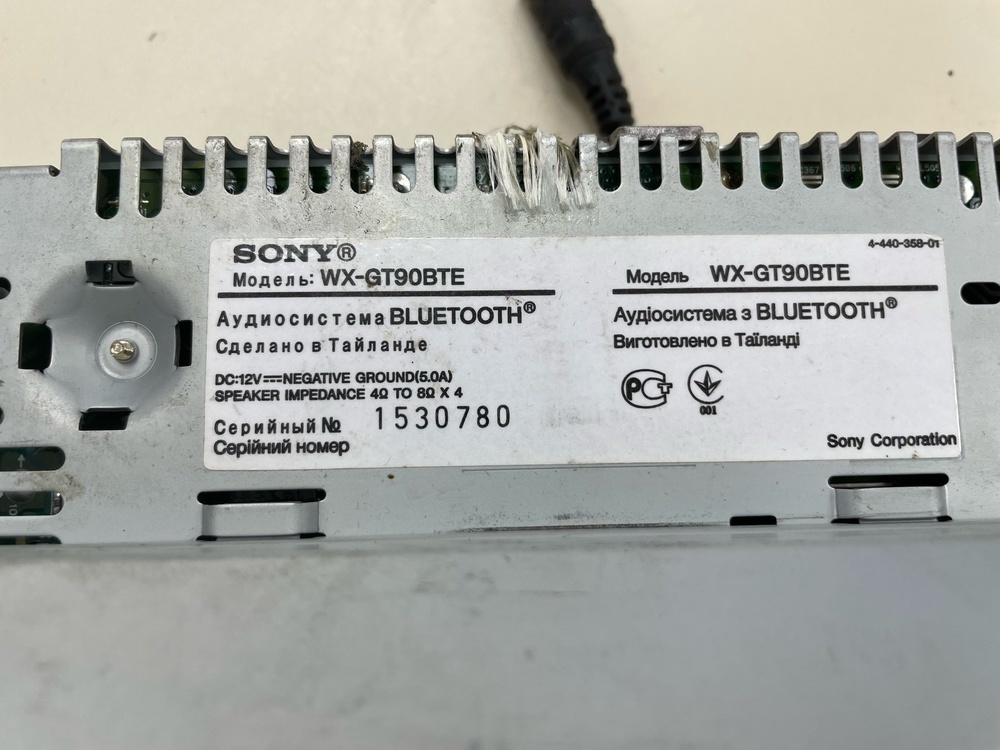 SONY®
Модель: WX-GT90BTE
Аудиосистема BLUETOOTH®
Сделано в Тайланде
DC:12V⎓NEGATIVE GROUND(5.0A)
SPEAKER IMPEDANCE 4Ω TO 8Ω X 4
Серийный № 1530780
Серійний номер
4-440-358-01
Модель WX-GT90BTE
Аудіосистема з BLUETOOTH®
Виготовлено в Таїланді
РСТ
001
Sony Corporation